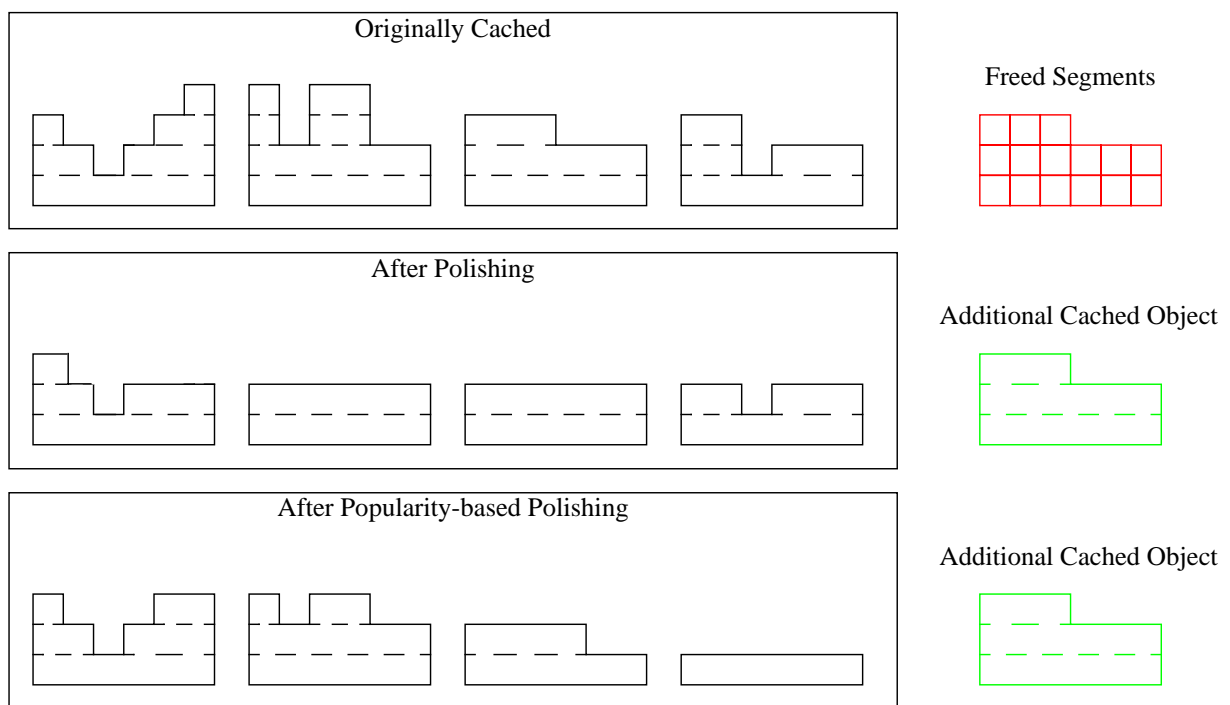 Originally Cached
Freed Segments
After Polishing
Additional Cached Object
After Popularity-based Polishing
Additional Cached Object